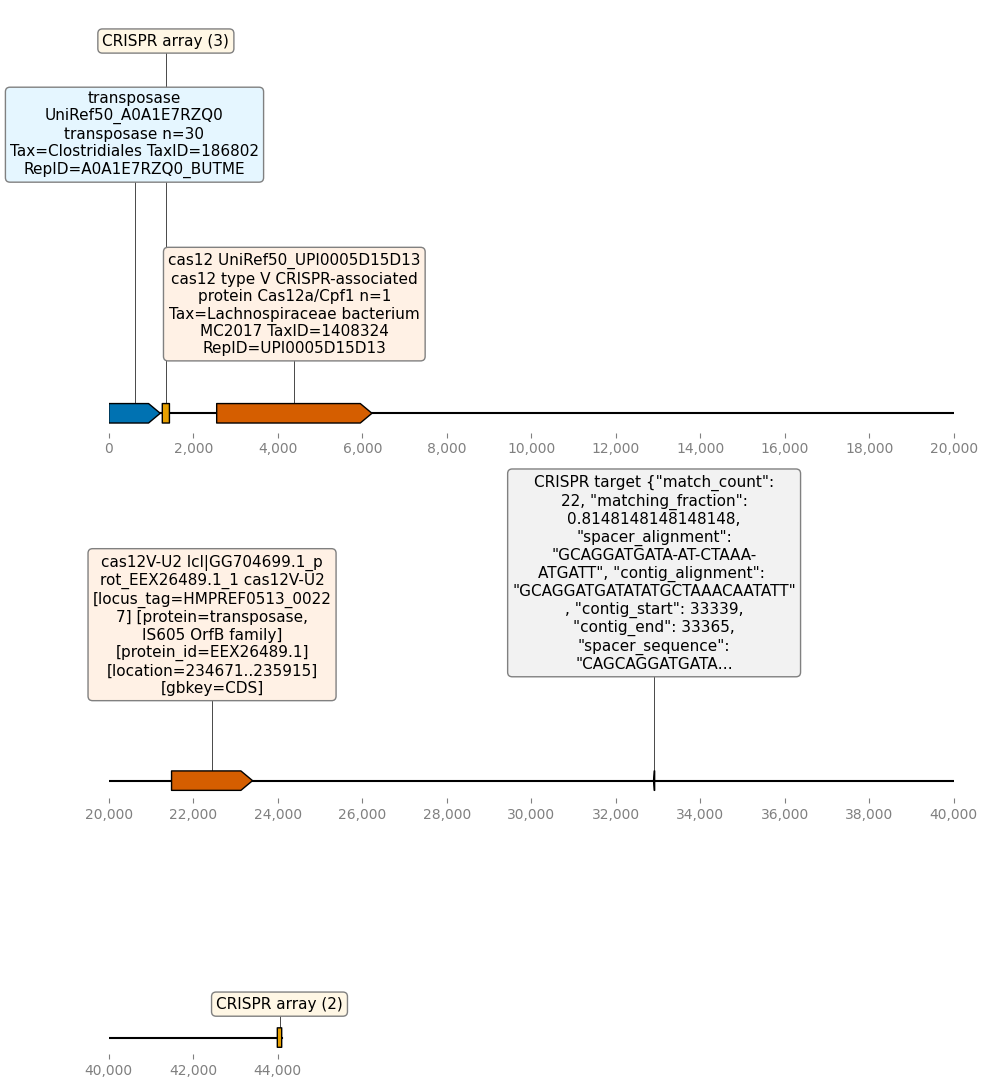 CRISPR array (3)
transposase
UniRef50_A0A1E7RZQ0
transposase n=30
Tax=Clostridiales TaxID=186802
RepID=A0A1E7RZQ0_BUTME
cas12 UniRef50_UPI0005D15D13
cas12 type V CRISPR-associated
protein Cas12a/Cpf1 n=1
Tax=Lachnospiraceae bacterium
MC2017 TaxID=1408324
RepID=UPI0005D15D13
0 2,000 4,000 6,000 8,000 10,000 12,000 14,000 16,000 18,000 20,000
CRISPR target {"match_count":
22, "matching_fraction":
0.8148148148148148,
"spacer_alignment":
"GCAGGATGATA-AT-CTAAA-
ATGATT", "contig_alignment":
"GCAGGATGATATATGCTAAACAATATT"
, "contig_start": 33339,
"contig_end": 33365,
"spacer_sequence":
"CAGCAGGATGATA...
cas12V-U2 lcl|GG704699.1_p
rot_EEX26489.1_1 cas12V-U2
[locus_tag=HMPREF0513_0022
7] [protein=transposase,
IS605 OrfB family]
[protein_id=EEX26489.1]
[location=234671..235915]
[gbkey=CDS]
20,000 22,000 24,000 26,000 28,000 30,000 32,000 34,000 36,000 38,000 40,000
CRISPR array (2)
40,000 42,000 44,000